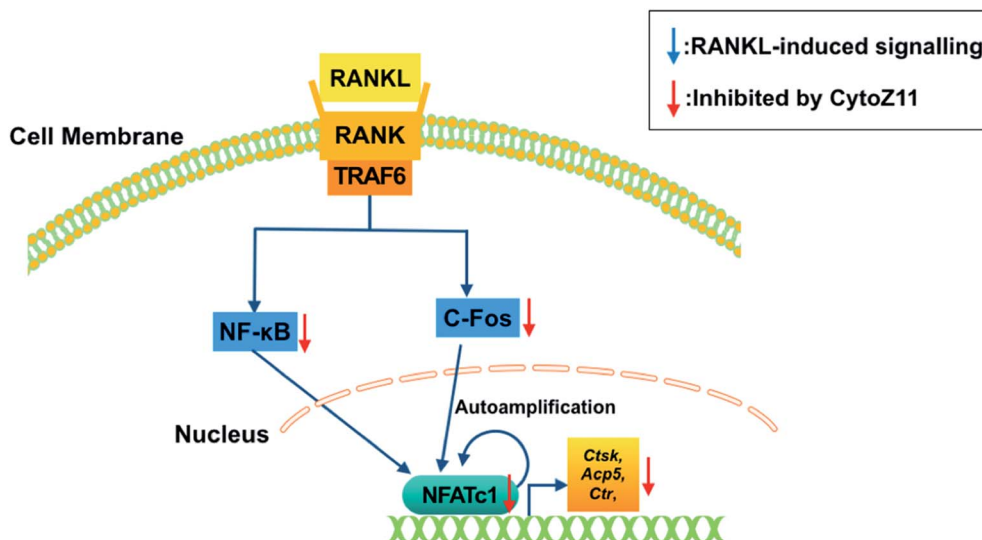 :RANKL-induced signalling
:Inhibited by CytoZ11
RANKL
Cell Membrane
RANK
TRAF6
NF-κB
C-Fos
Autoamplification
Nucleus
Ctsk,
Acp5,
Ctr,
NFATc1